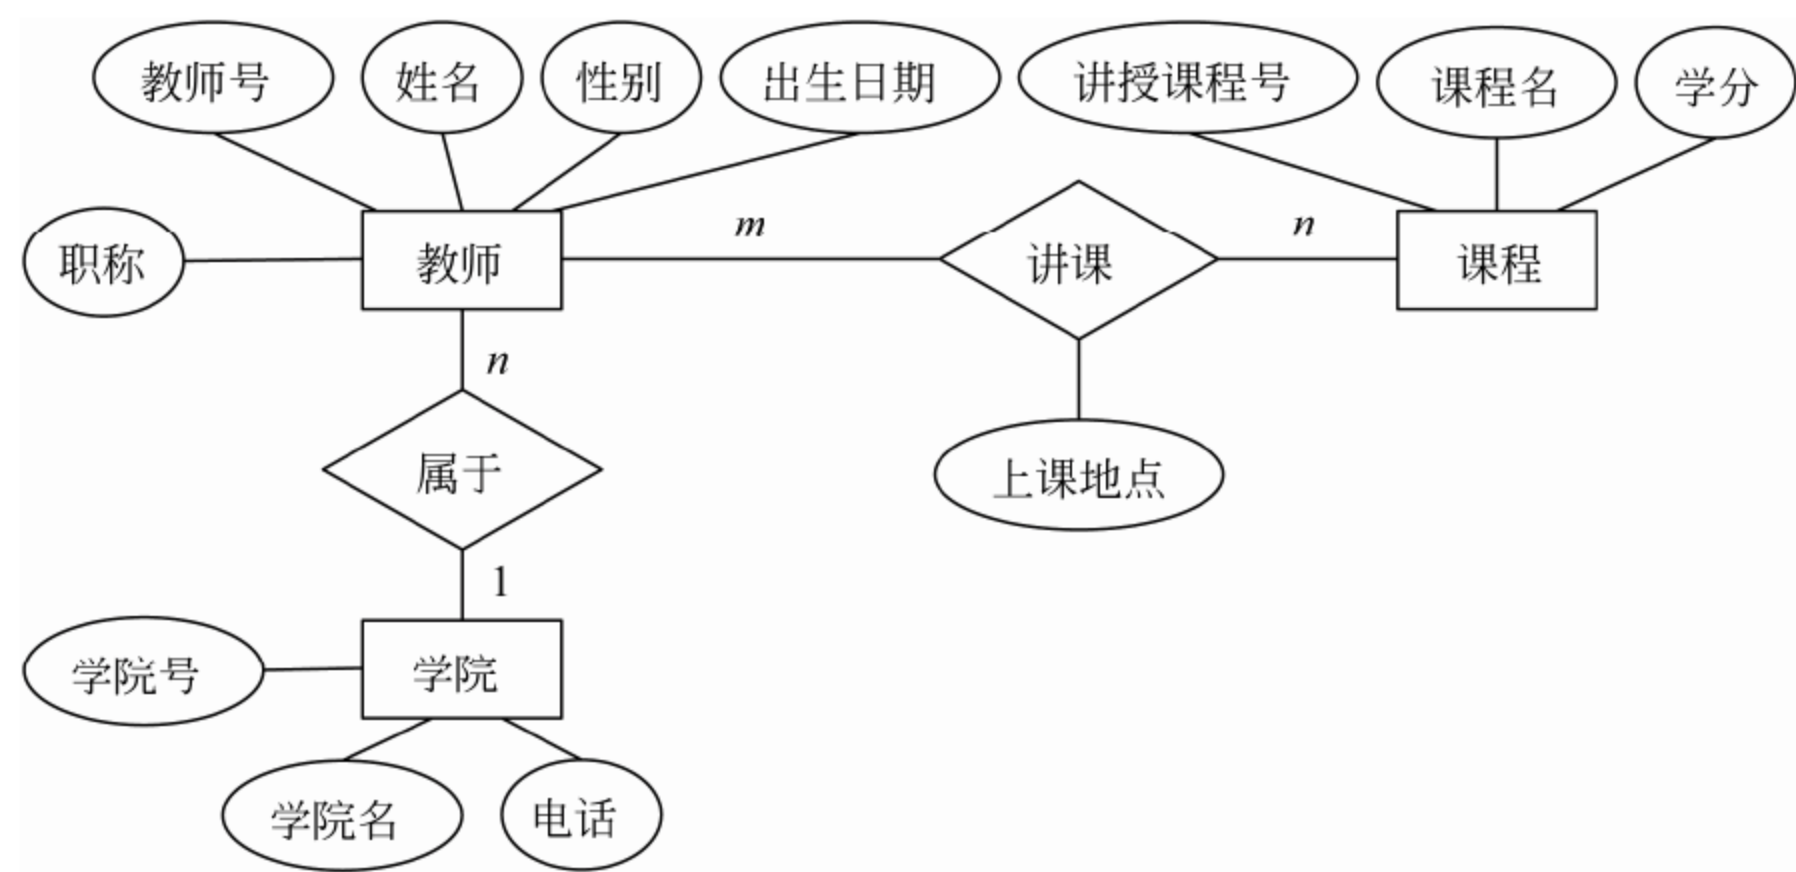 教师号
姓名
性别
出生日期
讲授课程号
课程名
学分
职称
教师
m
讲课
n
课程
n
属于
上课地点
1
学院号
学院
学院名
电话